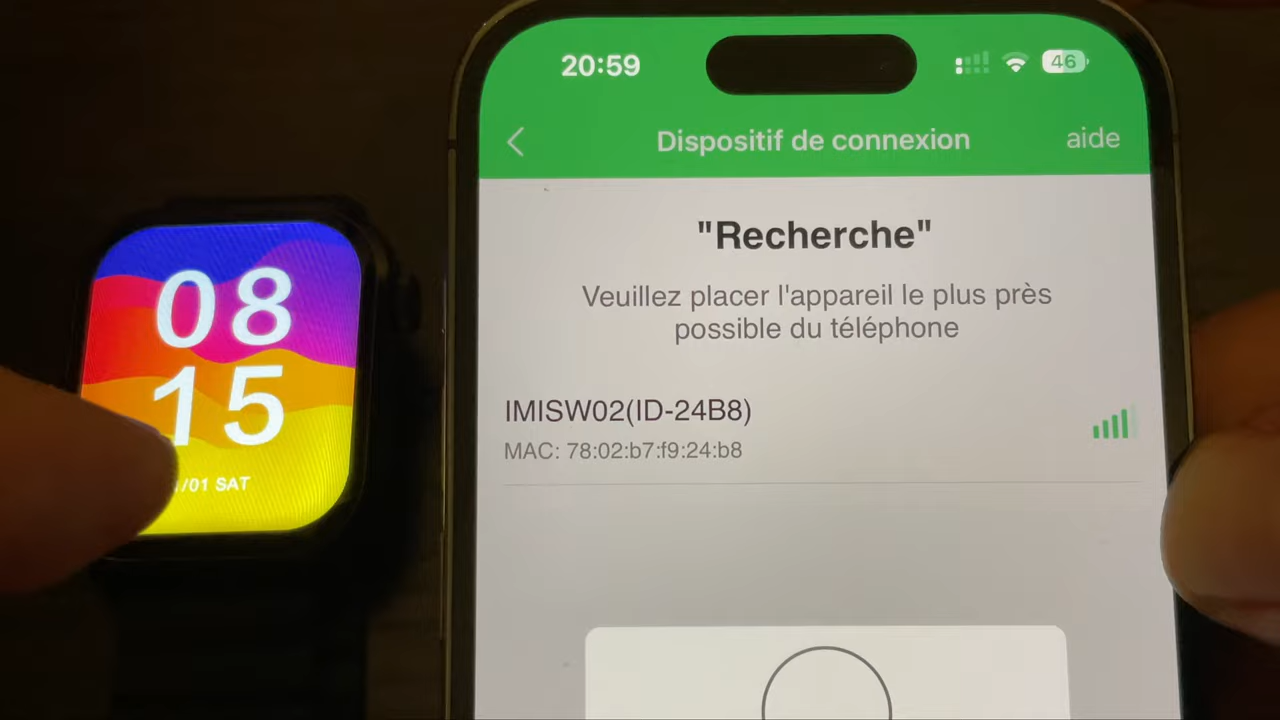 08
15
/01 SAT
20:59
46
Dispositif de connexion
aide
"Recherche"
Veuillez placer l'appareil le plus près
possible du téléphone
IMISW02(ID-24B8)
MAC: 78:02:b7:f9:24:b8